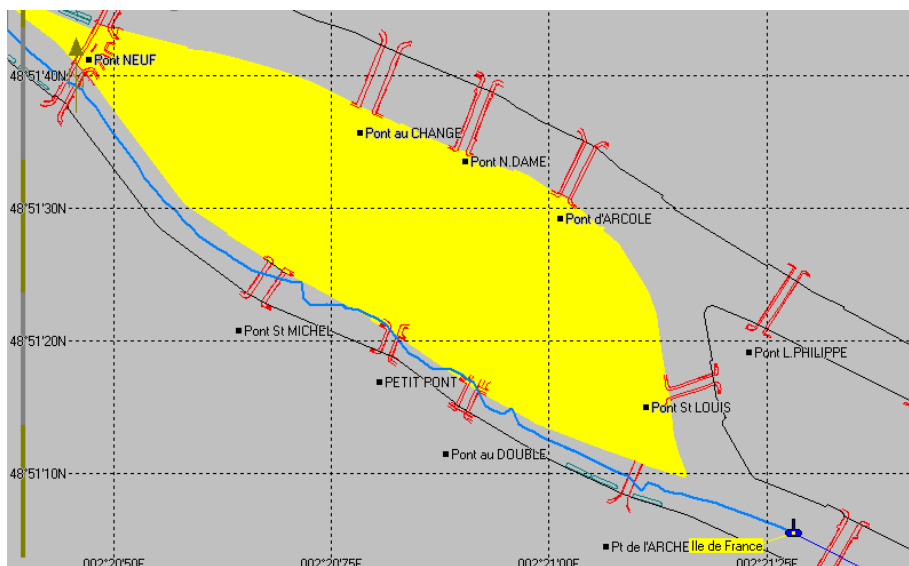 Pont NEUF
48°51'40N
Pont au CHANGE
Pont N.DAME
48°51'30N
Pont d'ARCOLE
Pont St MICHEL
48°51'20N
Pont L.PHILIPPE
PETIT PONT
Pont St LOUIS
Pont au DOUBLE
48°51'10N
Pt de l'ARCHE
Ile de France
002°20'50E
002°20'75E
002°21'00E
002°21'25E